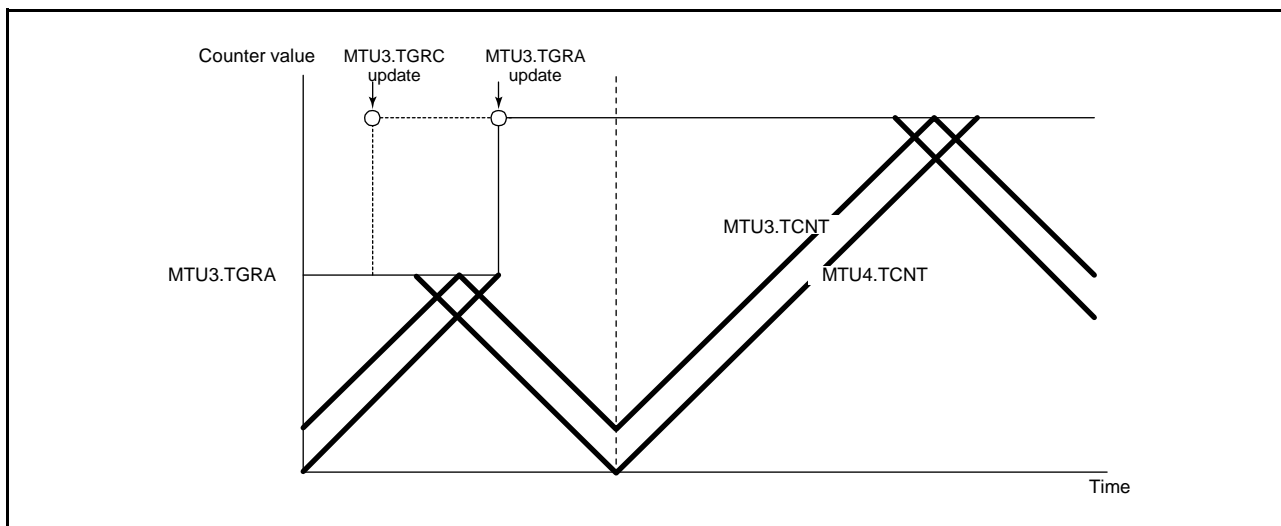 Counter value
MTU3.TGRC
update
MTU3.TGRA
update
MTU3.TCNT
MTU3.TGRA
MTU4.TCNT
Time